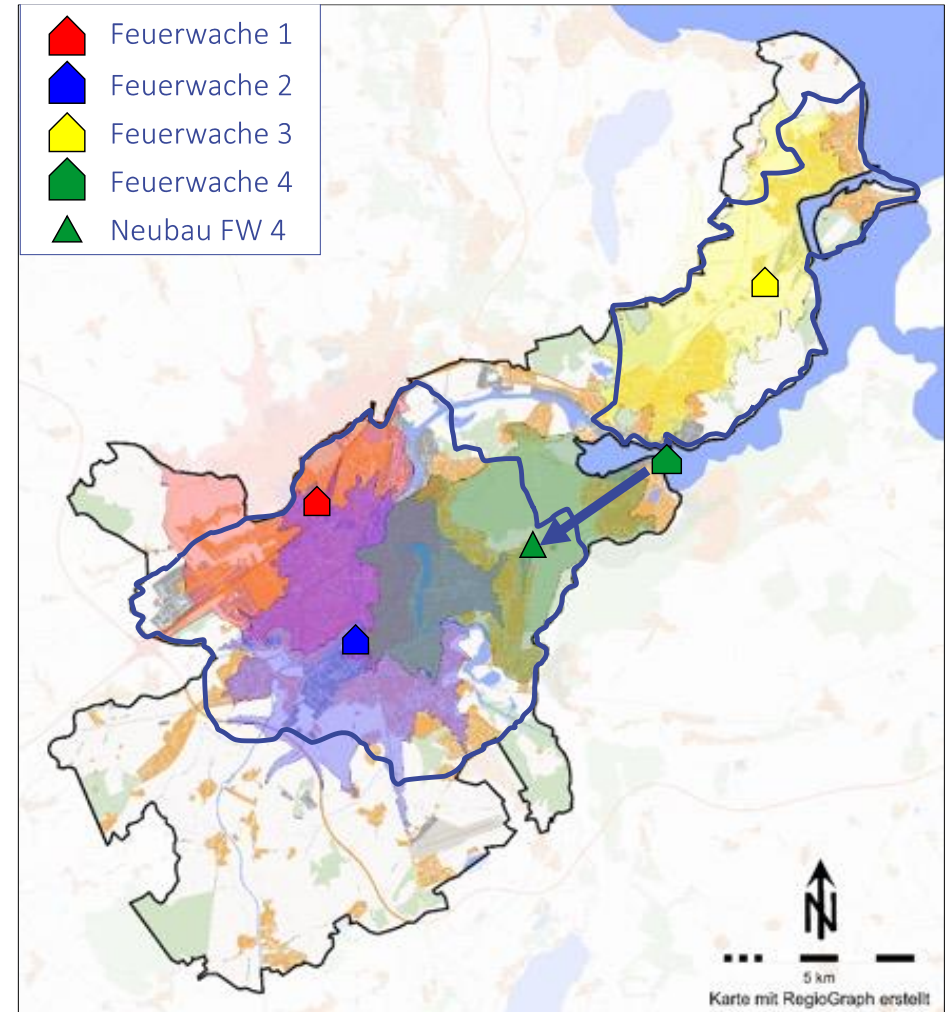 Feuerwache 1
Feuerwache 2
Feuerwache 3
Feuerwache 4
Neubau FW 4
N
5 km
Karte mit RegioGraph erstellt